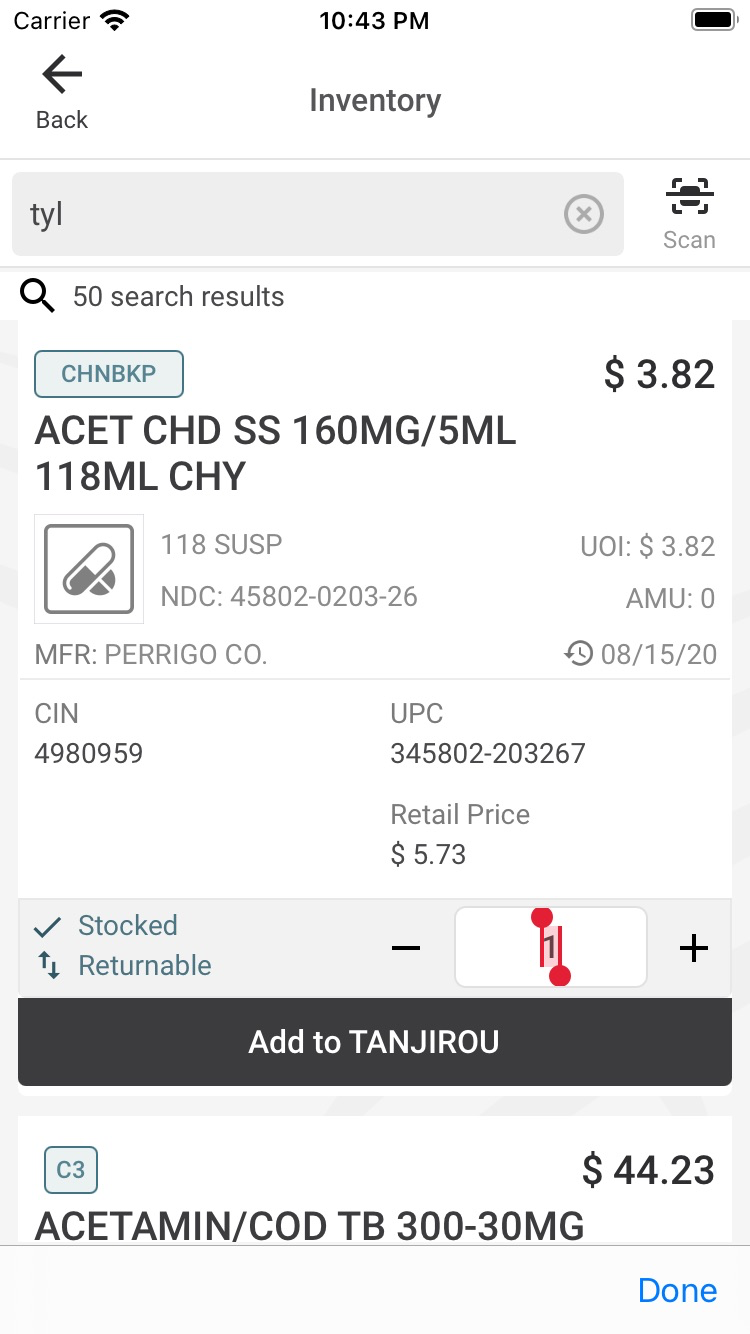 Carrier 10:43 PM
Back
Inventory
tyl
Scan
50 search results
CHNBKP
$ 3.82
ACET CHD SS 160MG/5ML
118ML CHY
118 SUSP
UOI: $ 3.82
NDC: 45802-0203-26
AMU: 0
MFR: PERRIGO CO.
08/15/20
CIN
UPC
4980959
345802-203267
Retail Price
$ 5.73
Stocked
Returnable
1
Add to TANJIROU
C3
$ 44.23
ACETAMIN/COD TB 300-30MG
Done